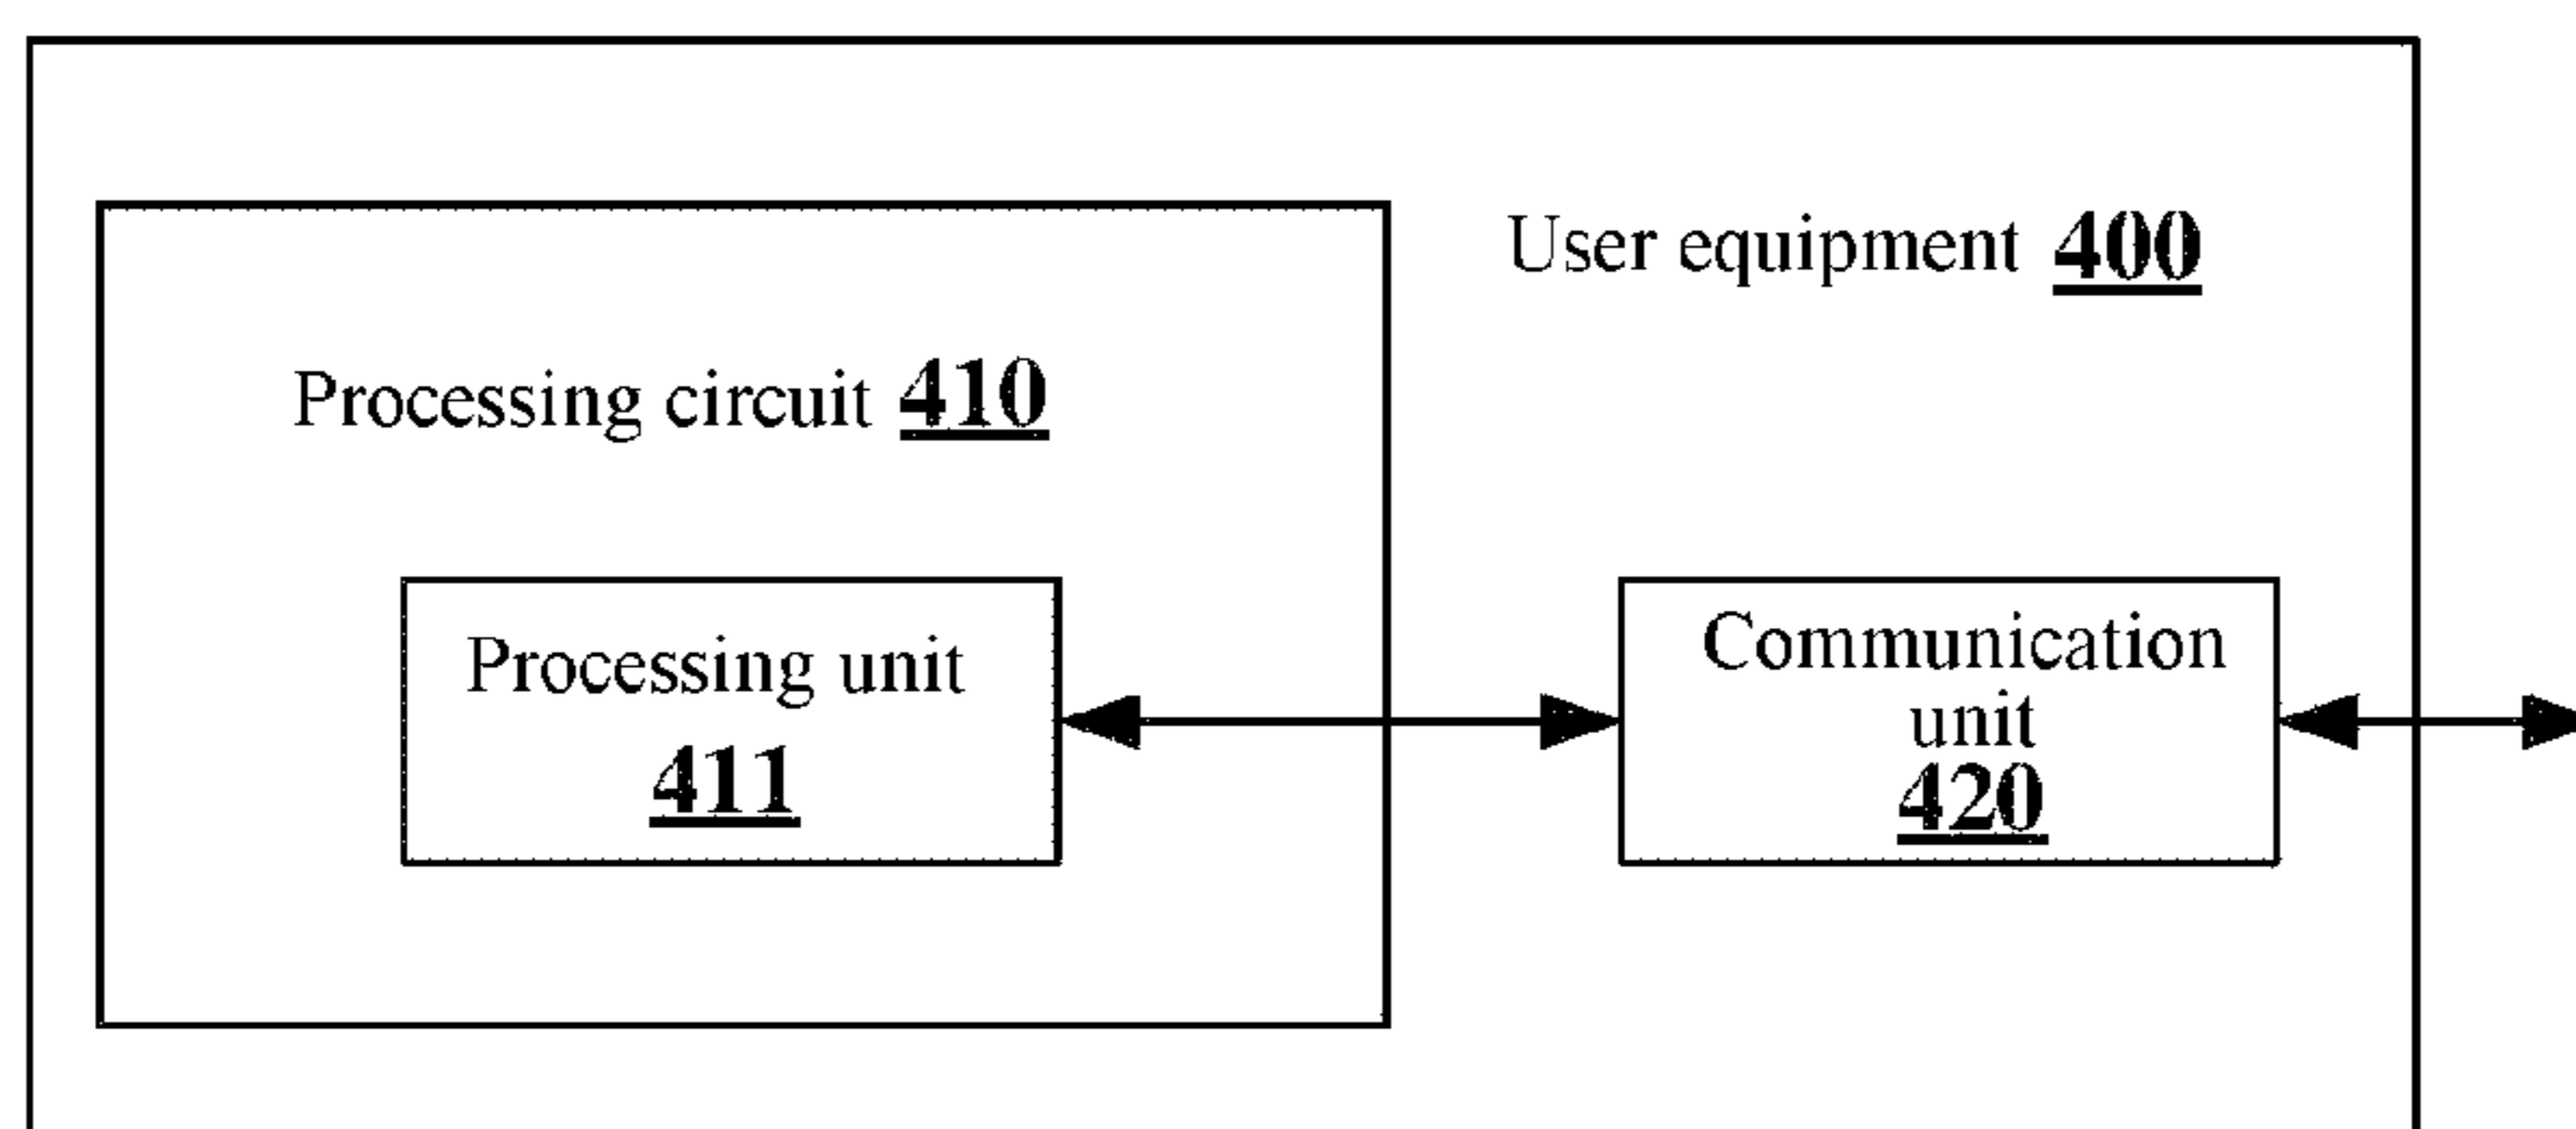 User equipment 400
Processing circuit 410
Processing unit
411
Communication
unit
420